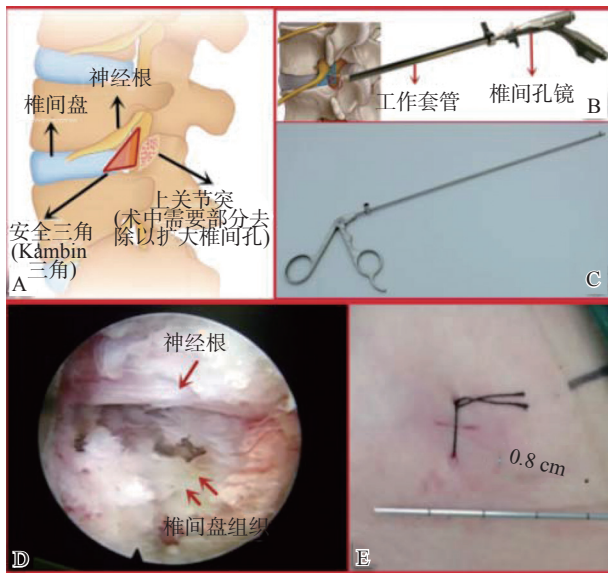 神经根
椎间盘
上关节突
(术中需要部分去
除以扩大椎间孔)
安全三角
(Kambin
三角)
A
工作套管
椎间孔镜
B
C
神经根
椎间盘组织
D
0.8 cm
E